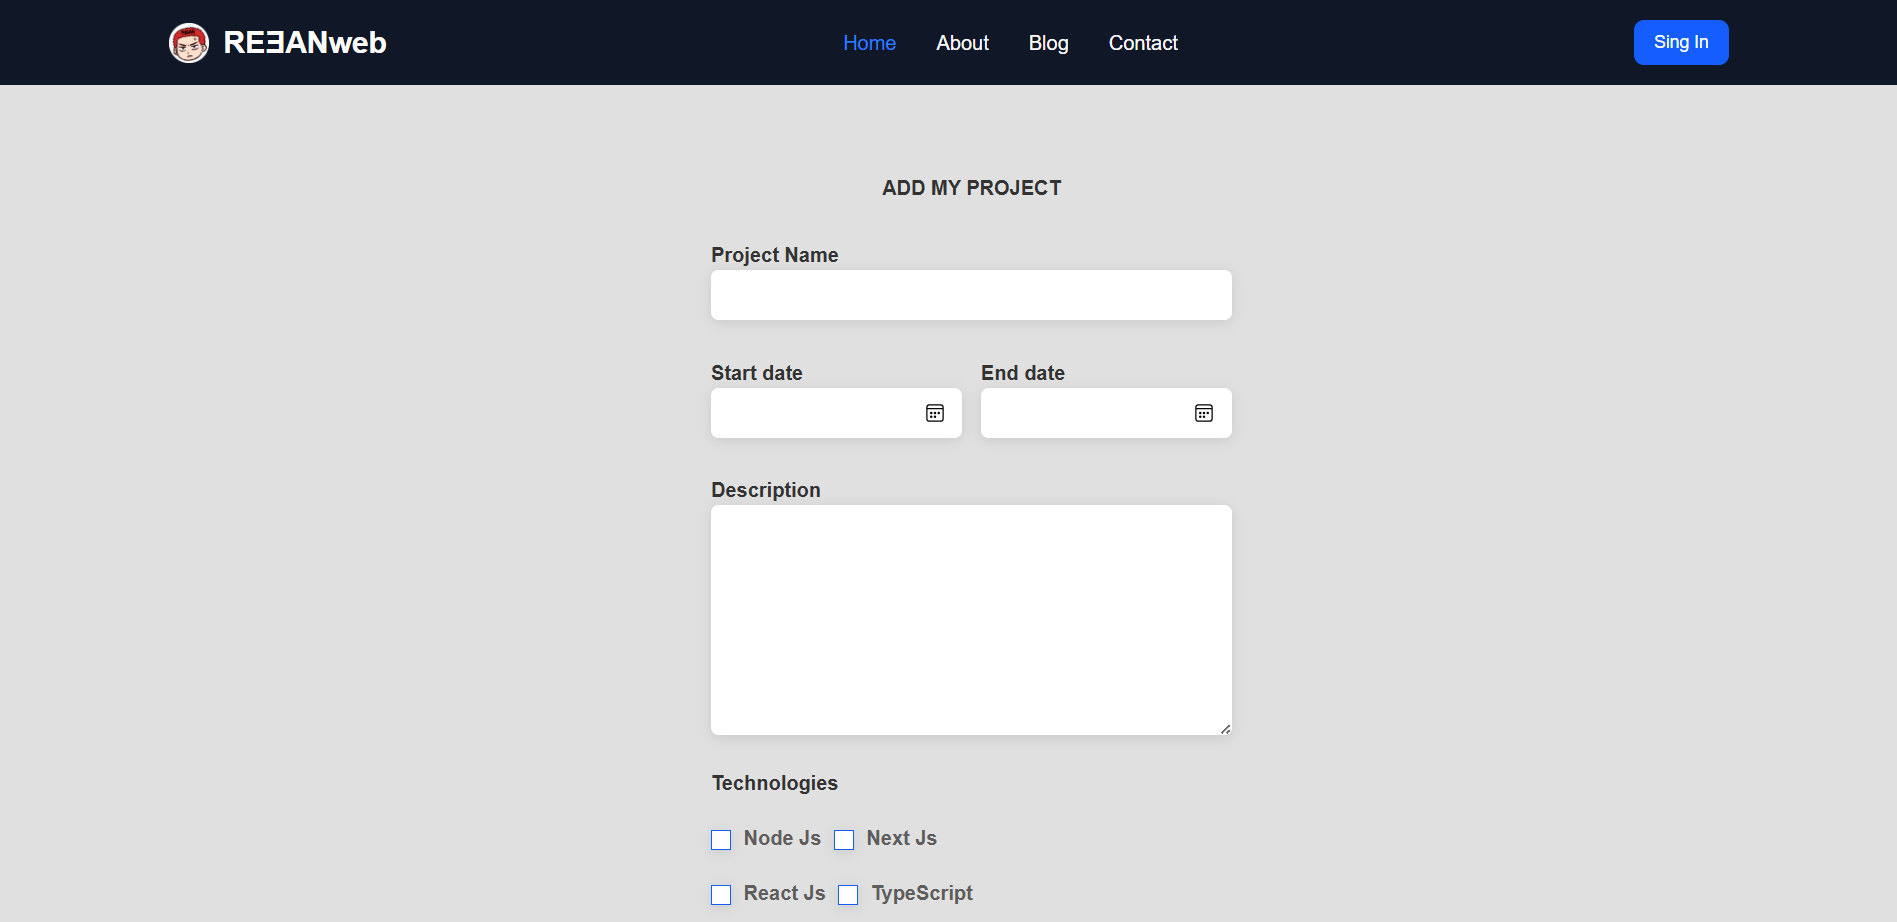 REƎANweb
Home About Blog Contact
Sing In
ADD MY PROJECT
Project Name
Start date End date
Description
Technologies
Node Js Next Js
React Js TypeScript